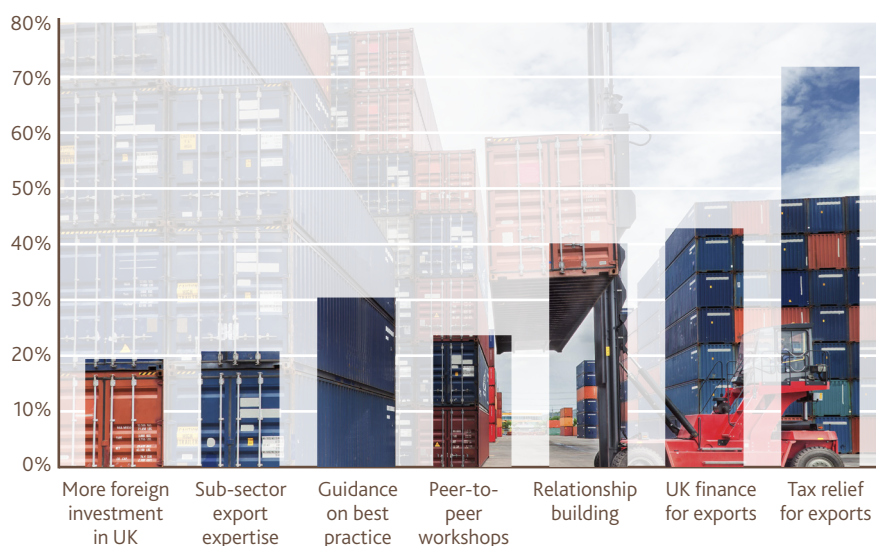 80%
70%
60%
50%
40%
30%
20%
10%
0%
More foreign
investment
in UK
Sub-sector
export
expertise
Guidance
on best
practice
Peer-to-
peer
workshops
Relationship
building
UK finance
for exports
Tax relief
for exports